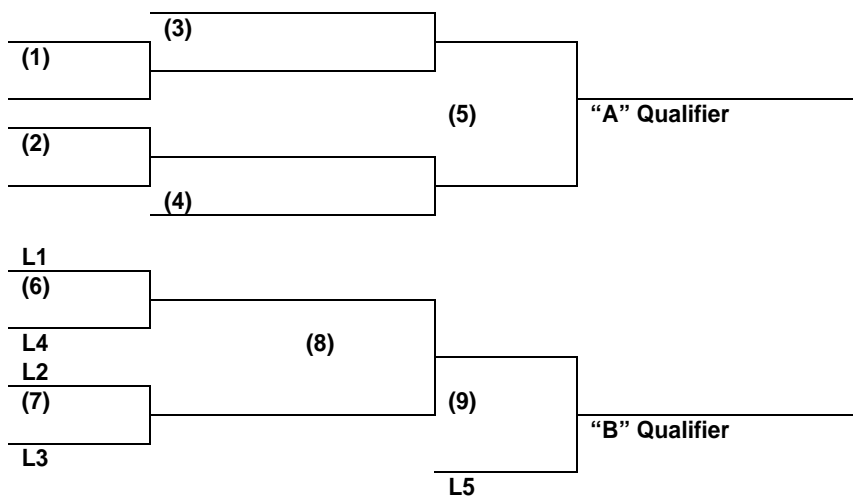 (3)
(1)
(5)
“A” Qualifier
(2)
(4)
L1
(6)
L4
(8)
L2
(7)
(9)
“B” Qualifier
L3
L5